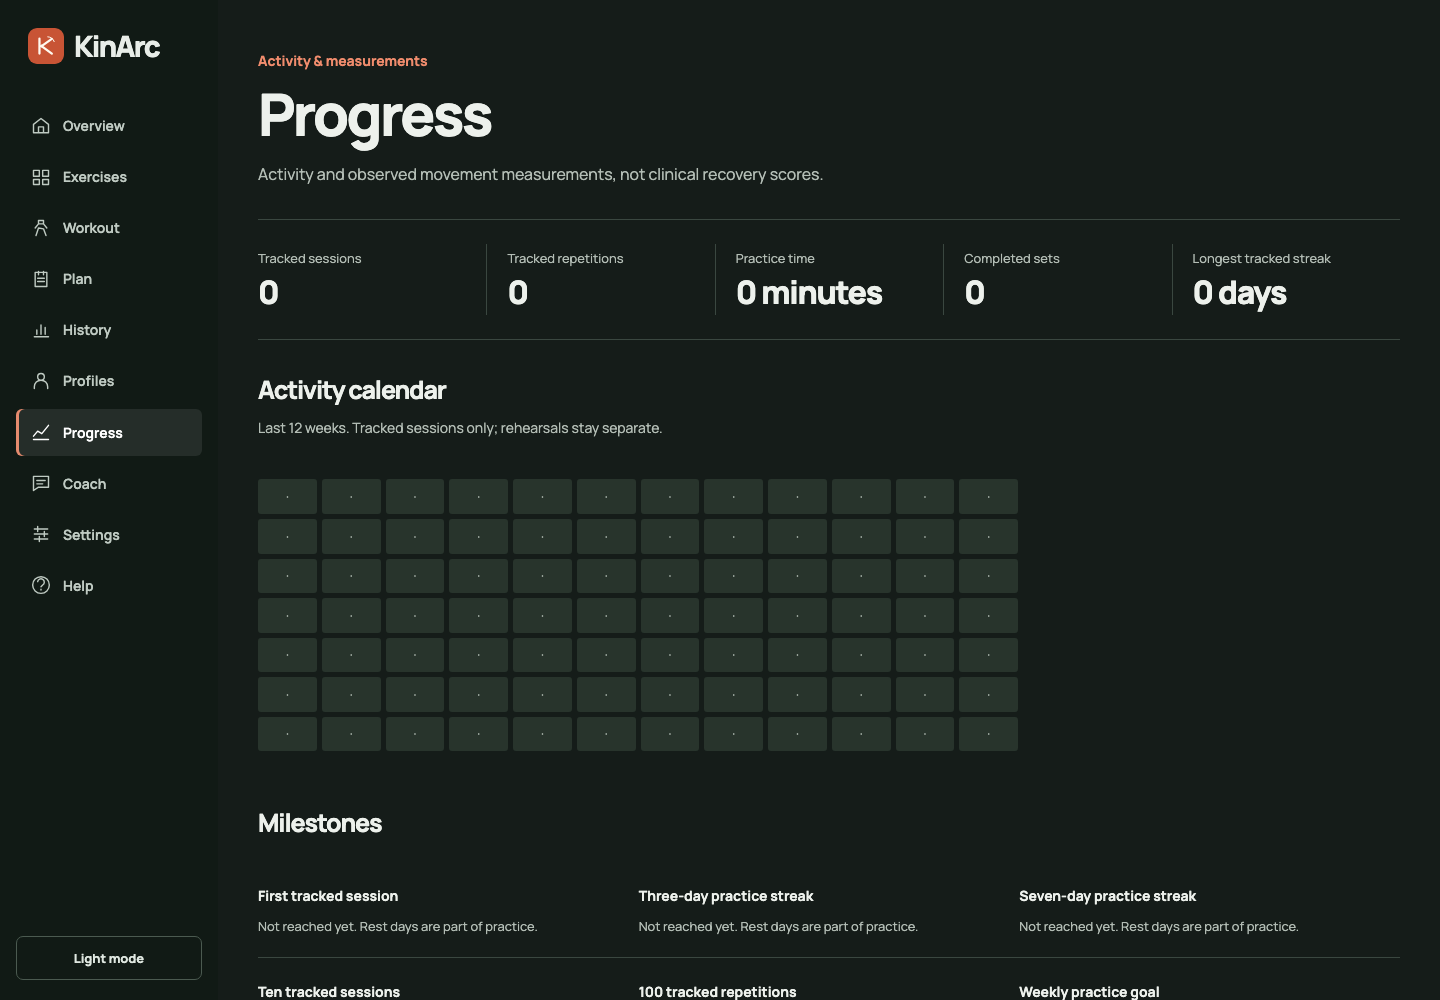 KinArc
Overview
Exercises
Workout
Plan
History
Profiles
Progress
Coach
Settings
Help
Light mode
Activity & measurements
Progress
Activity and observed movement measurements, not clinical recovery scores.
Tracked sessions
0
Tracked repetitions
0
Practice time
0 minutes
Completed sets
0
Longest tracked streak
0 days
Activity calendar
Last 12 weeks. Tracked sessions only; rehearsals stay separate.
Milestones
First tracked session
Not reached yet. Rest days are part of practice.
Three-day practice streak
Not reached yet. Rest days are part of practice.
Seven-day practice streak
Not reached yet. Rest days are part of practice.
Ten tracked sessions
100 tracked repetitions
Weekly practice goal